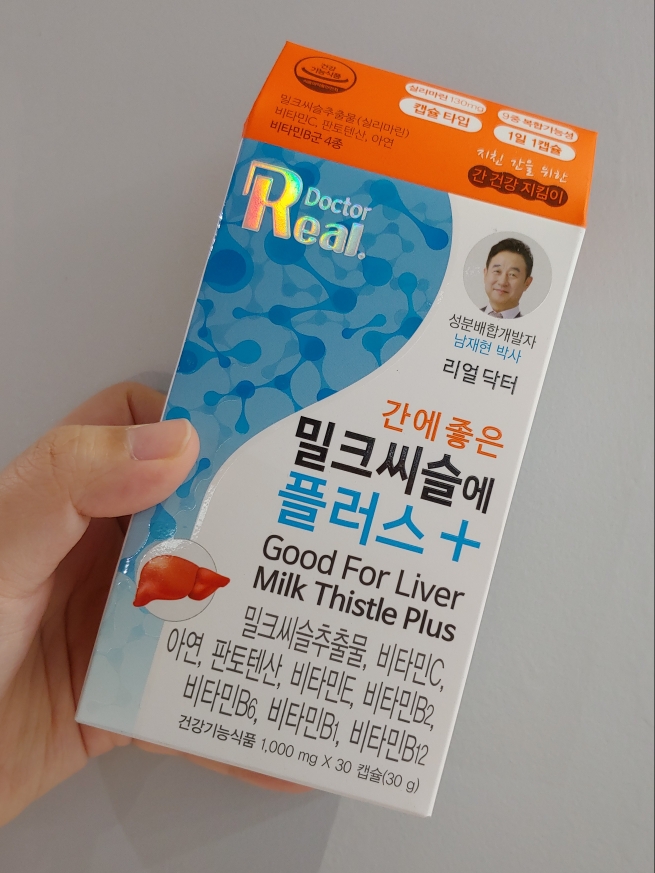 건강
기능식품
밀크씨슬추출물(실리마린)
비타민C, 판토텐산, 아연
비타민B군 4종
실리마린 130mg
캡슐 타입
9종 복합기능성
1일 1캡슐
지친 간을 위한
간 건강 지킴이
Doctor
Real
성분배합개발자
남재현 박사
리얼 닥터
간에 좋은
밀크씨슬에
플러스 +
Good For Liver
Milk Thistle Plus
밀크씨슬추출물, 비타민C,
아연, 판토텐산, 비타민E, 비타민B2,
비타민B6, 비타민B1, 비타민B12
건강기능식품 1,000 mg X 30 캡슐(30 g)